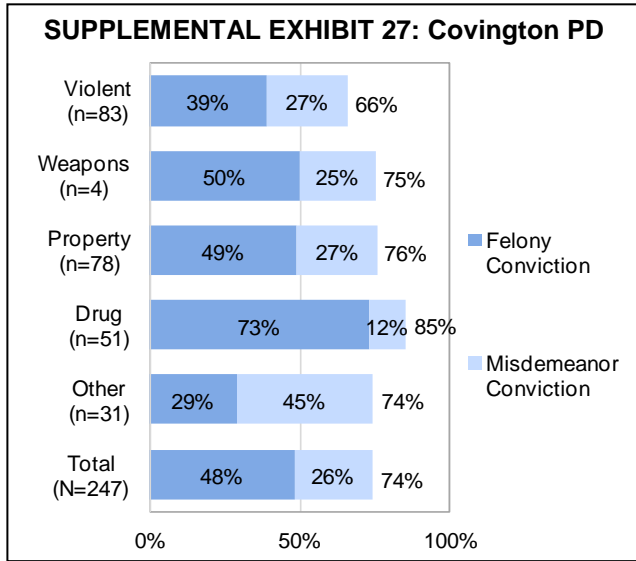 SUPPLEMENTAL EXHIBIT 27: Covington PD
Violent
(n=83)
39%
27%
66%
Weapons
(n=4)
50%
25%
75%
Property
(n=78)
49%
27%
76%
Drug
(n=51)
73%
12%
85%
Other
(n=31)
29%
45%
74%
Total
(N=247)
48%
26%
74%
0%
50%
100%
Felony
Conviction
Misdemeanor
Conviction